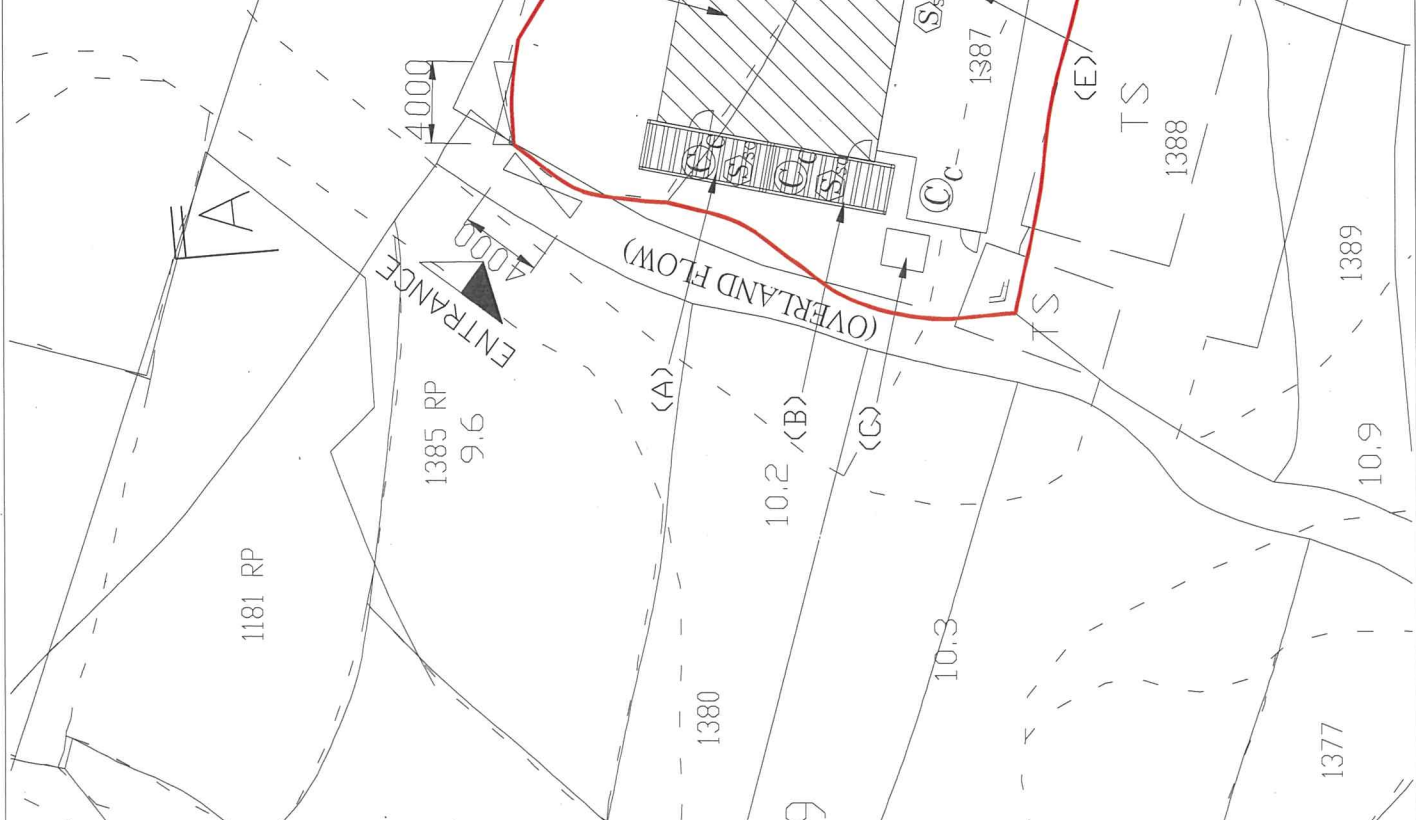 4000
A
1387
(E)
TS
1388
C
c
C
c
C
c
4000
ENTRANCE
(OVERLAND FLOW)
1389
TS
(A)
(B)
(G)
1385 RP
9.6
10.2
10.9
1181 RP
10.3
1380
1377
9